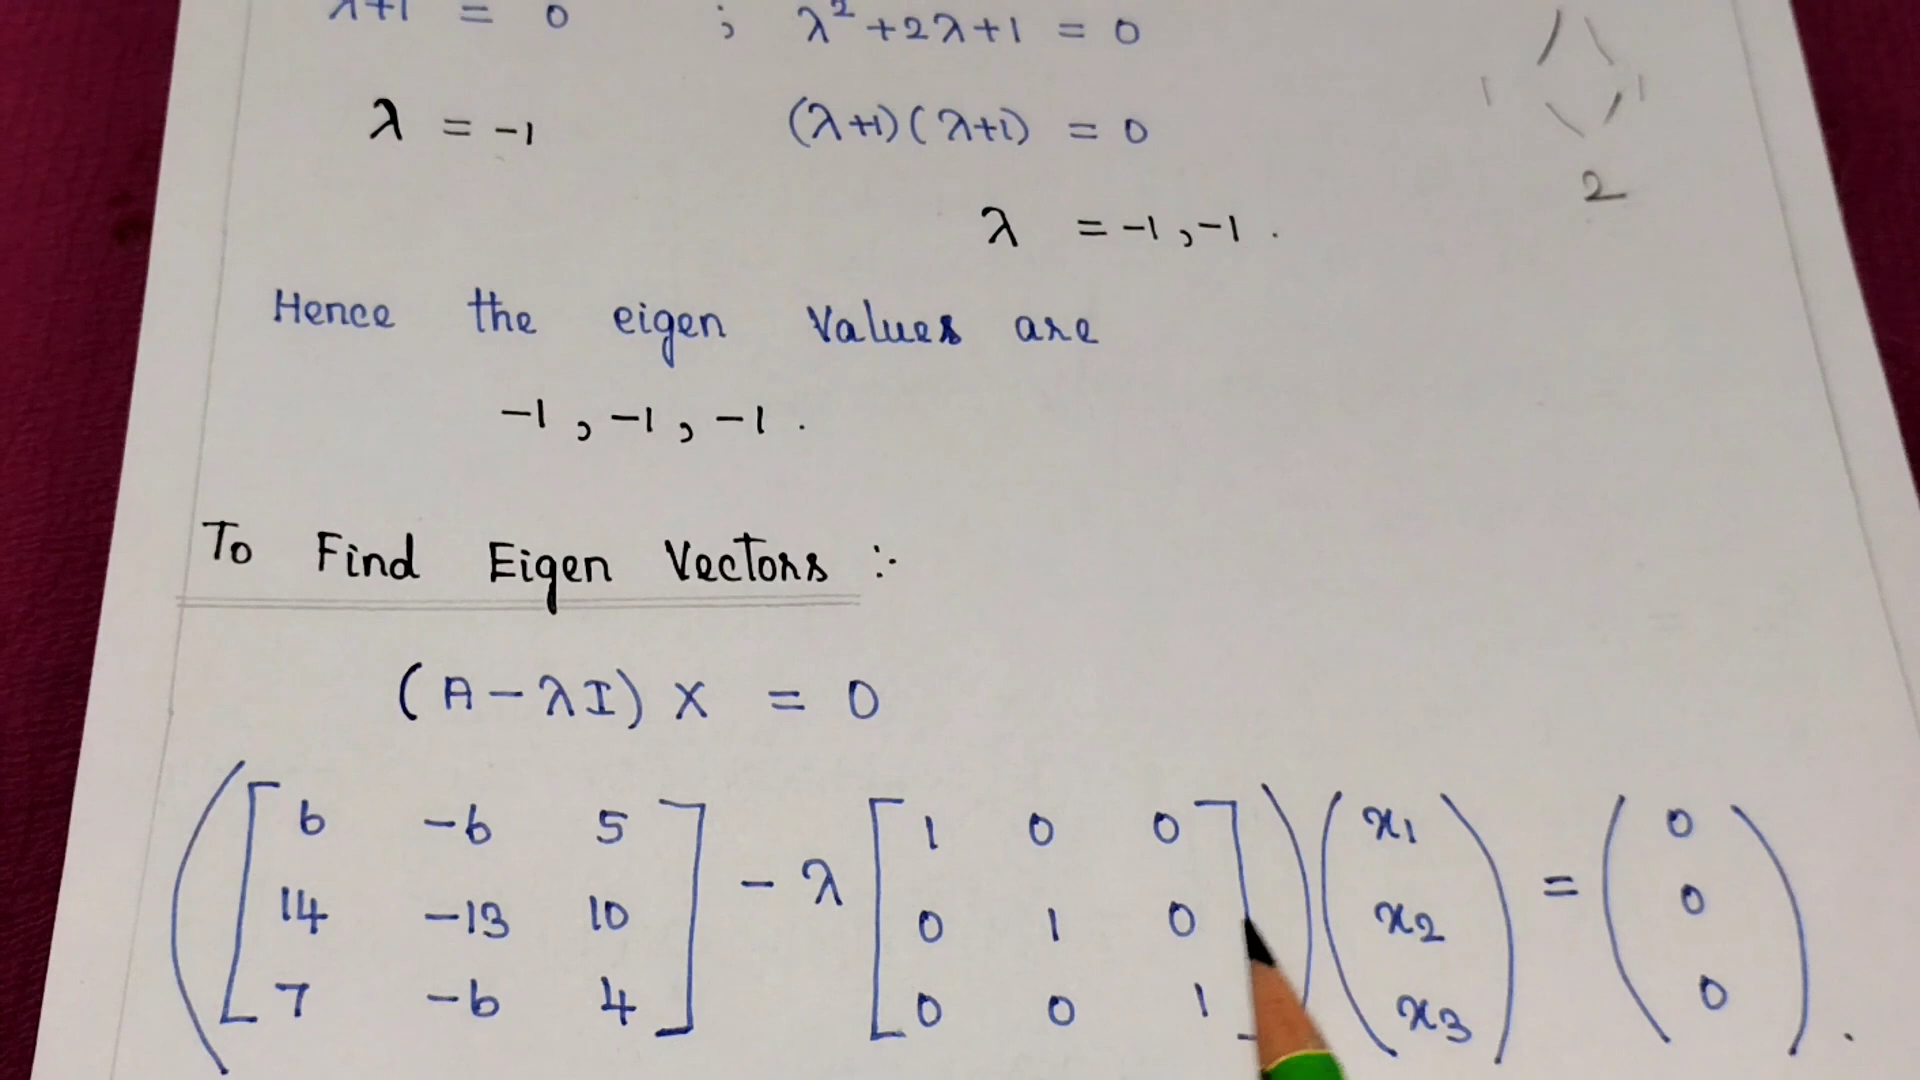 λ+1 = 0 ; λ²+2λ+1 = 0
λ = -1 (λ+1)(λ+1) = 0
λ = -1, -1.
2
Hence the eigen values are
-1, -1, -1.
To Find Eigen Vectors :-
(A-λI) X = 0
( [ 6 -6 5 ] - λ [ 1 0 0 ] ) ( x1 ) = ( 0 )
14 -13 10 0 1 0 x2 0
7 -6 4 0 0 1 x3 0 .